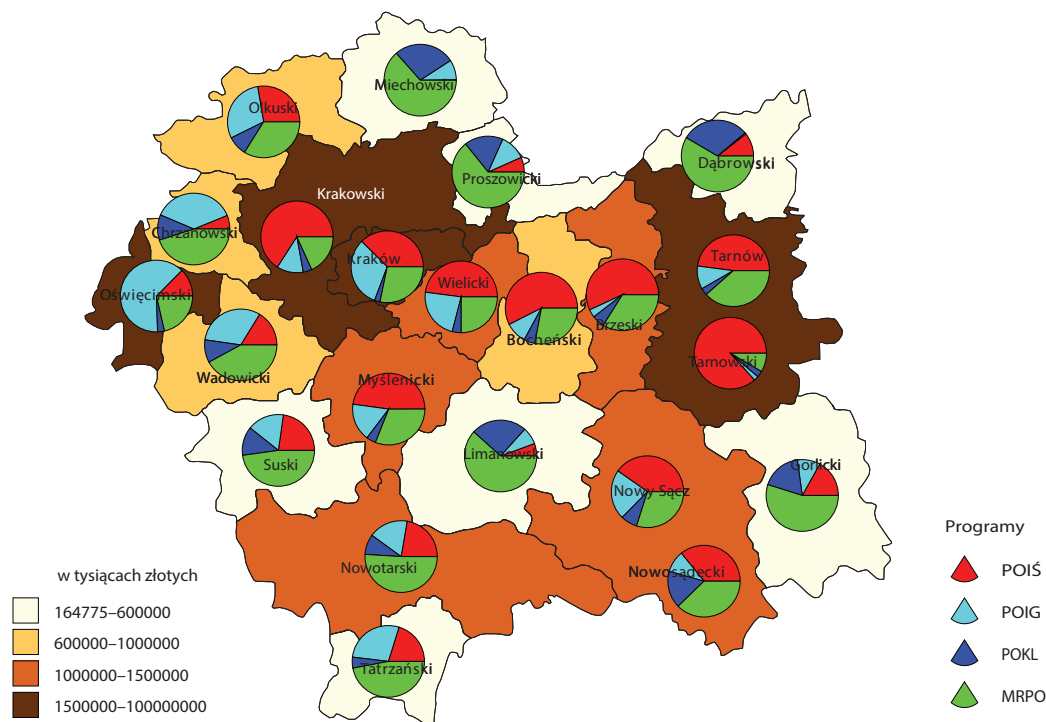 Miechowski
Olkuski
Dąbrowski
Proszowicki
Krakowski
Chrzanowski
Kraków
Tarnów
Wielicki
Oświęcimski
Brzeski
Bocheński
Tarnowski
Wadowicki
Myslenicki
Limanowski
Suski
Gorlicki
Nowy Sącz
Nowotarski
Nowosądecki
Tatrzański
w tysiącach złotych
164775–600000
600000–1000000
1000000–1500000
1500000–100000000
Programy
POIŚ
POIG
POKL
MRPO